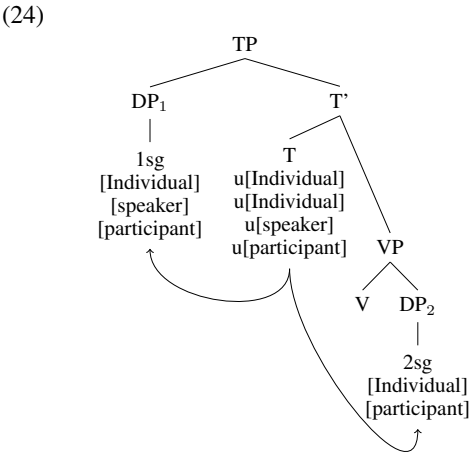 (24)
TP
DP₁ T’
1sg
[Individual]
[speaker]
[participant]
T
u[Individual]
u[Individual]
u[speaker]
u[participant]
VP
V DP₂
2sg
[Individual]
[participant]